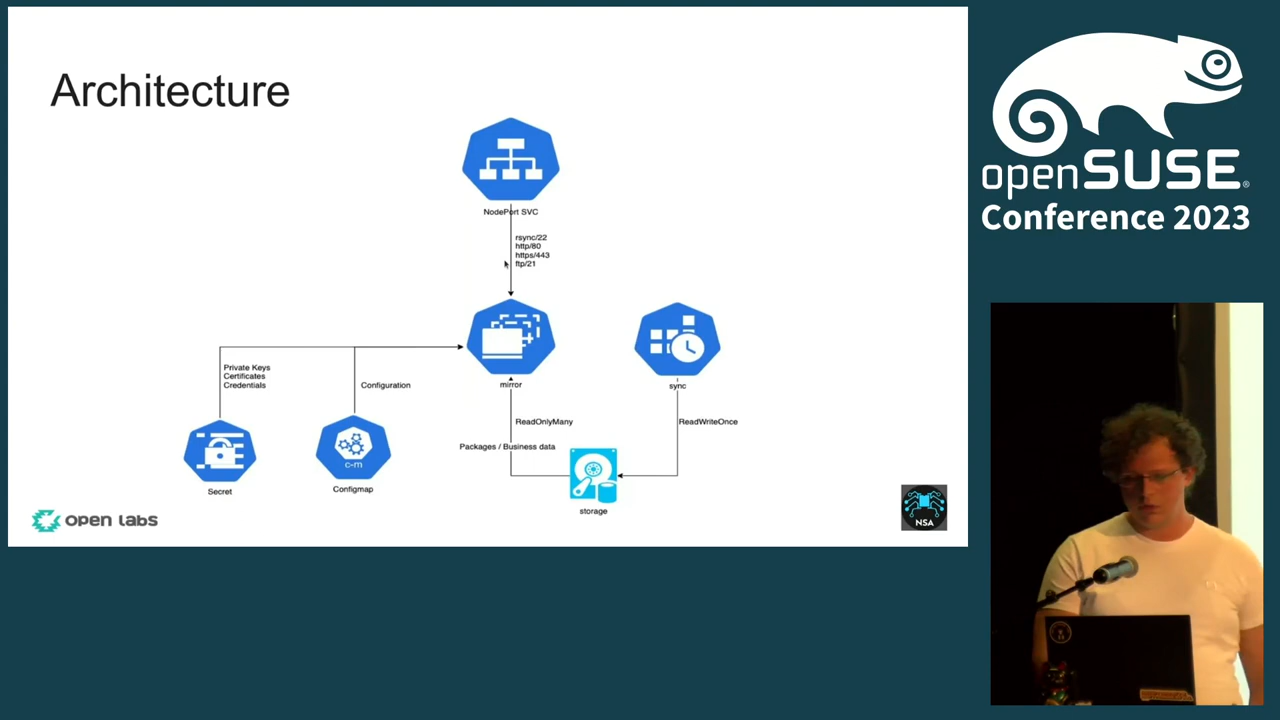 Architecture
NodePort SVC
rsync/22
http/80
https/443
ftp/21
mirror
sync
Private Keys
Certificates
Credentials
Configuration
ReadOnlyMany
ReadWriteOnce
Packages / Business data
c-m
Secret
Configmap
storage
open labs
NSA
openSUSE
Conference 2023